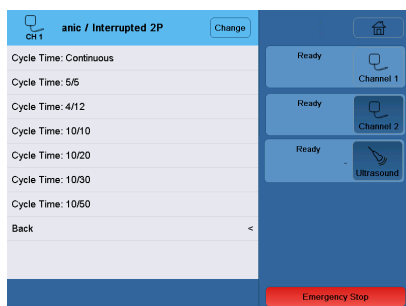 CH 1
anic / Interrupted 2P
Change
Cycle Time: Continuous
Cycle Time: 5/5
Cycle Time: 4/12
Cycle Time: 10/10
Cycle Time: 10/20
Cycle Time: 10/30
Cycle Time: 10/50
Back <
Ready
Channel 1
Ready
Channel 2
Ready
Ultrasound
Emergency Stop